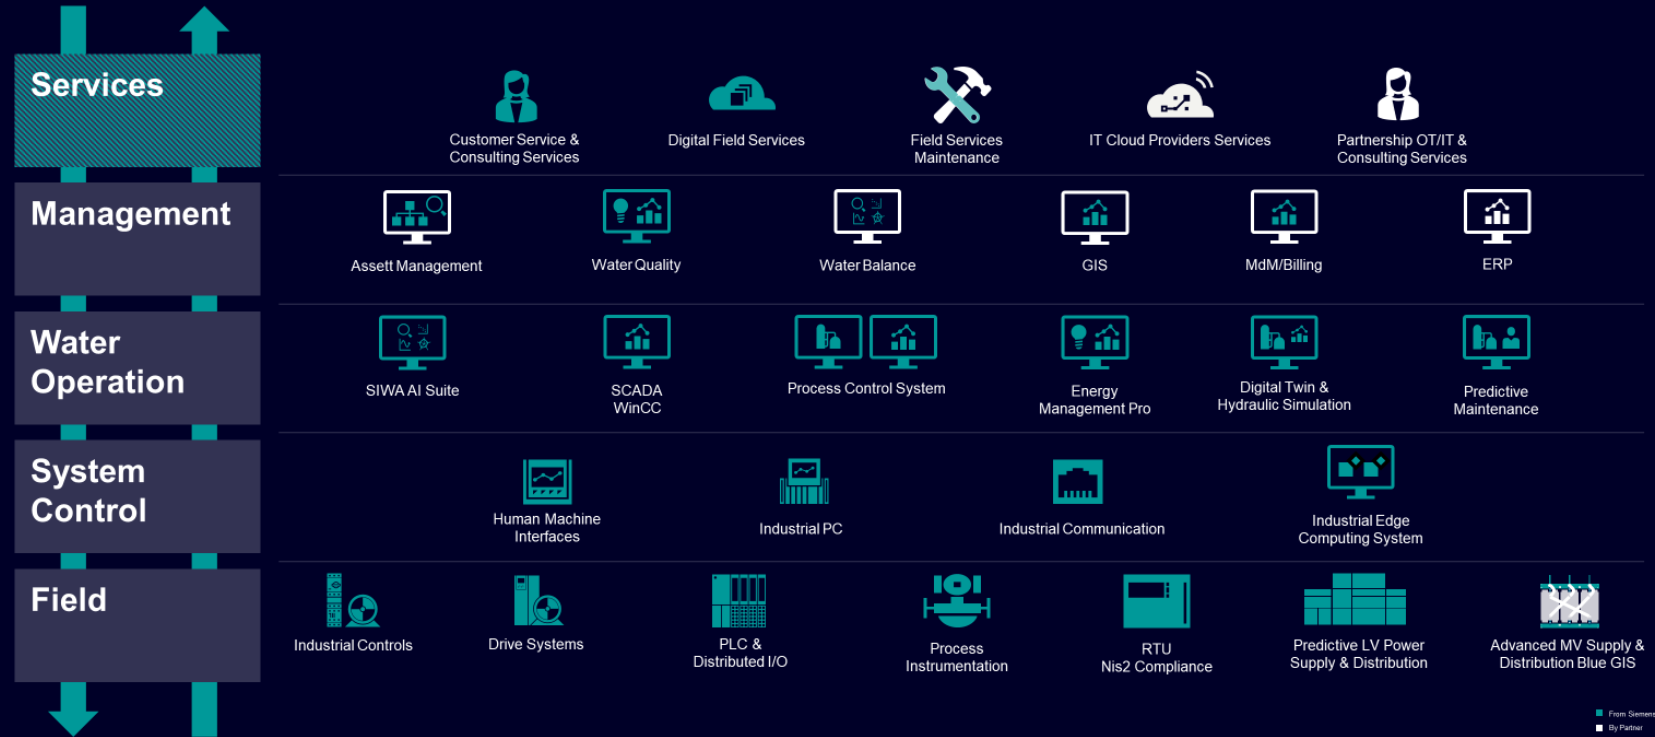 Services
Customer Service &
Consulting Services
Digital Field Services
Field Services
Maintenance
IT Cloud Providers Services
Partnership OT/IT &
Consulting Services
Management
Assett Management
Water Quality
Water Balance
GIS
MdM/Billing
ERP
Water
Operation
SIWA AI Suite
SCADA
WinCC
Process Control System
Energy
Management Pro
Digital Twin &
Hydraulic Simulation
Predictive
Maintenance
System
Control
Human Machine
Interfaces
Industrial PC
Industrial Communication
Industrial Edge
Computing System
Field
Industrial Controls
Drive Systems
PLC &
Distributed I/O
Process
Instrumentation
RTU
Nis2 Compliance
Predictive LV Power
Supply & Distribution
Advanced MV Supply &
Distribution Blue GIS
From Siemens
By Partner